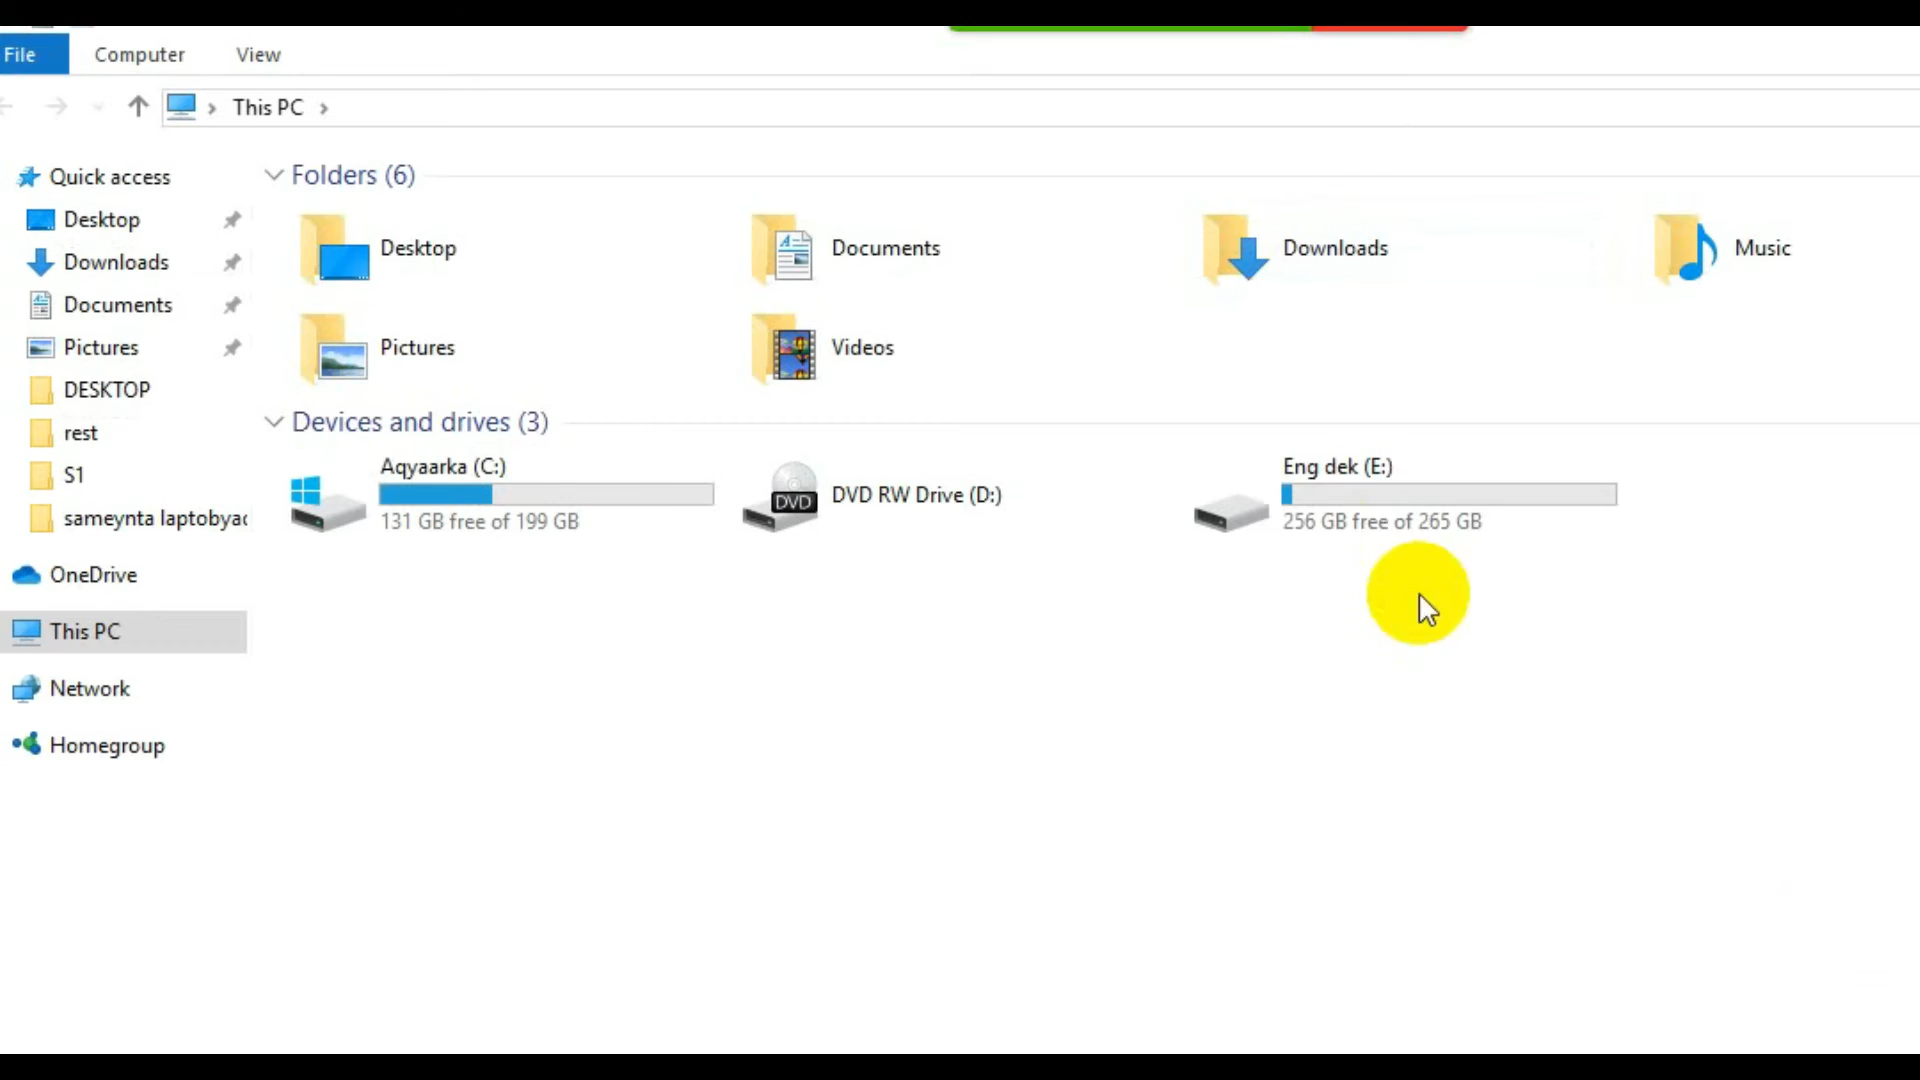 File Computer View
This PC
Quick access
Desktop
Downloads
Documents
Pictures
DESKTOP
rest
S1
sameynta laptobyac
OneDrive
This PC
Network
Homegroup
Folders (6)
Desktop
Documents
Downloads
Music
Pictures
Videos
Devices and drives (3)
Aqyaarka (C:)
131 GB free of 199 GB
DVD
DVD RW Drive (D:)
Eng dek (E:)
256 GB free of 265 GB